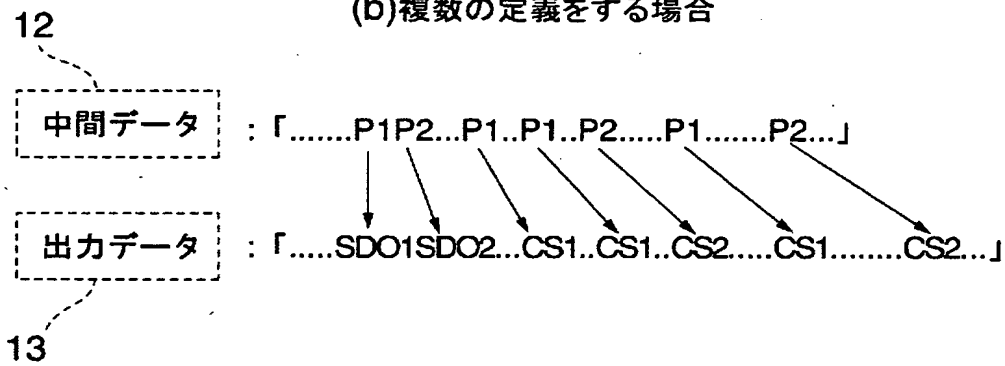 (b)複数の定義をする場合
12
中間データ : 「.......P1P2...P1..P1..P2.....P1.......P2...」
出力データ : 「.....SDO1SDO2...CS1..CS1..CS2.....CS1........CS2...」
13